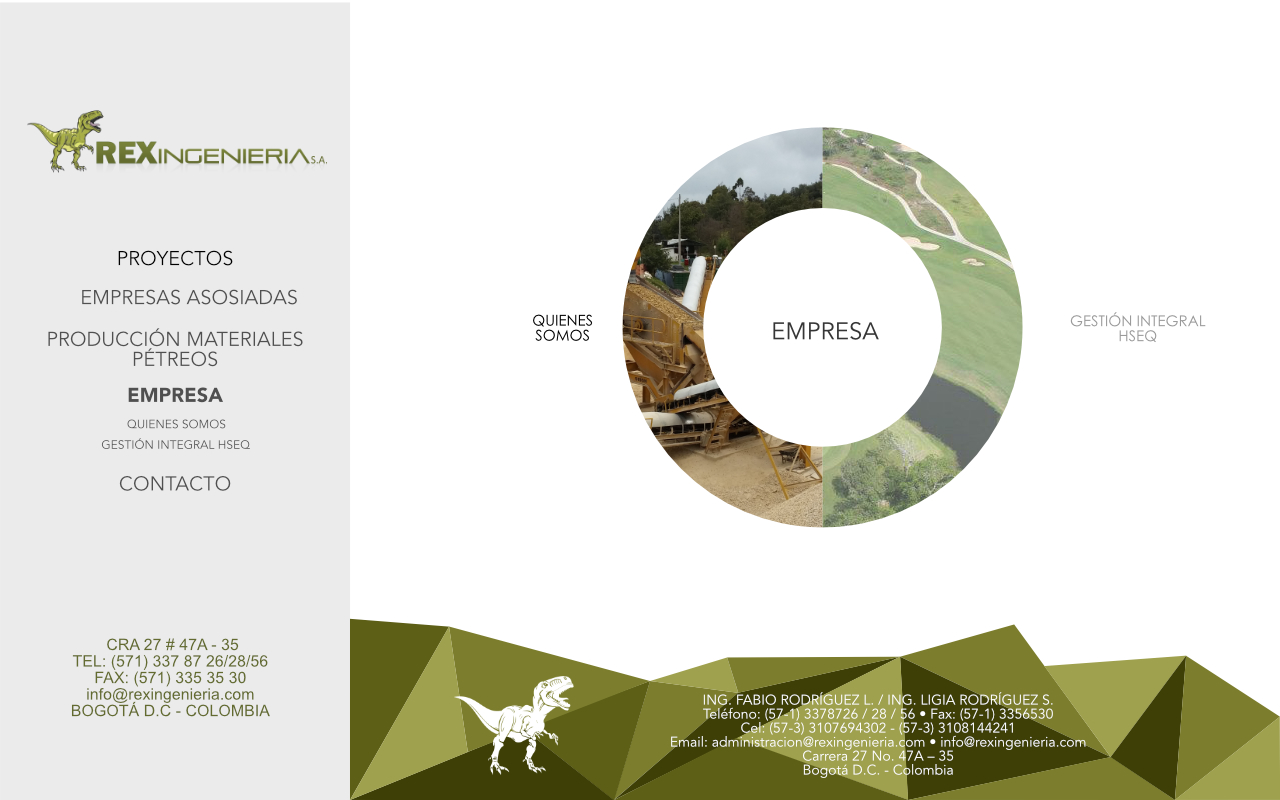 REXINGENIERIA S.A.
PROYECTOS
EMPRESAS ASOSIADAS
PRODUCCIÓN MATERIALES
PÉTREOS
EMPRESA
QUIENES SOMOS
GESTIÓN INTEGRAL HSEQ
CONTACTO
CRA 27 # 47A - 35
TEL: (571) 337 87 26/28/56
FAX: (571) 335 35 30
info@rexingenieria.com
BOGOTÁ D.C - COLOMBIA
QUIENES
SOMOS
EMPRESA
GESTIÓN INTEGRAL
HSEQ
ING. FABIO RODRÍGUEZ L. / ING. LIGIA RODRÍGUEZ S.
Teléfono: (57-1) 3378726 / 28 / 56 • Fax: (57-1) 3356530
Cel: (57-3) 3107694302 - (57-3) 3108144241
Email: administracion@rexingenieria.com • info@rexingenieria.com
Carrera 27 No. 47A – 35
Bogotá D.C. - Colombia